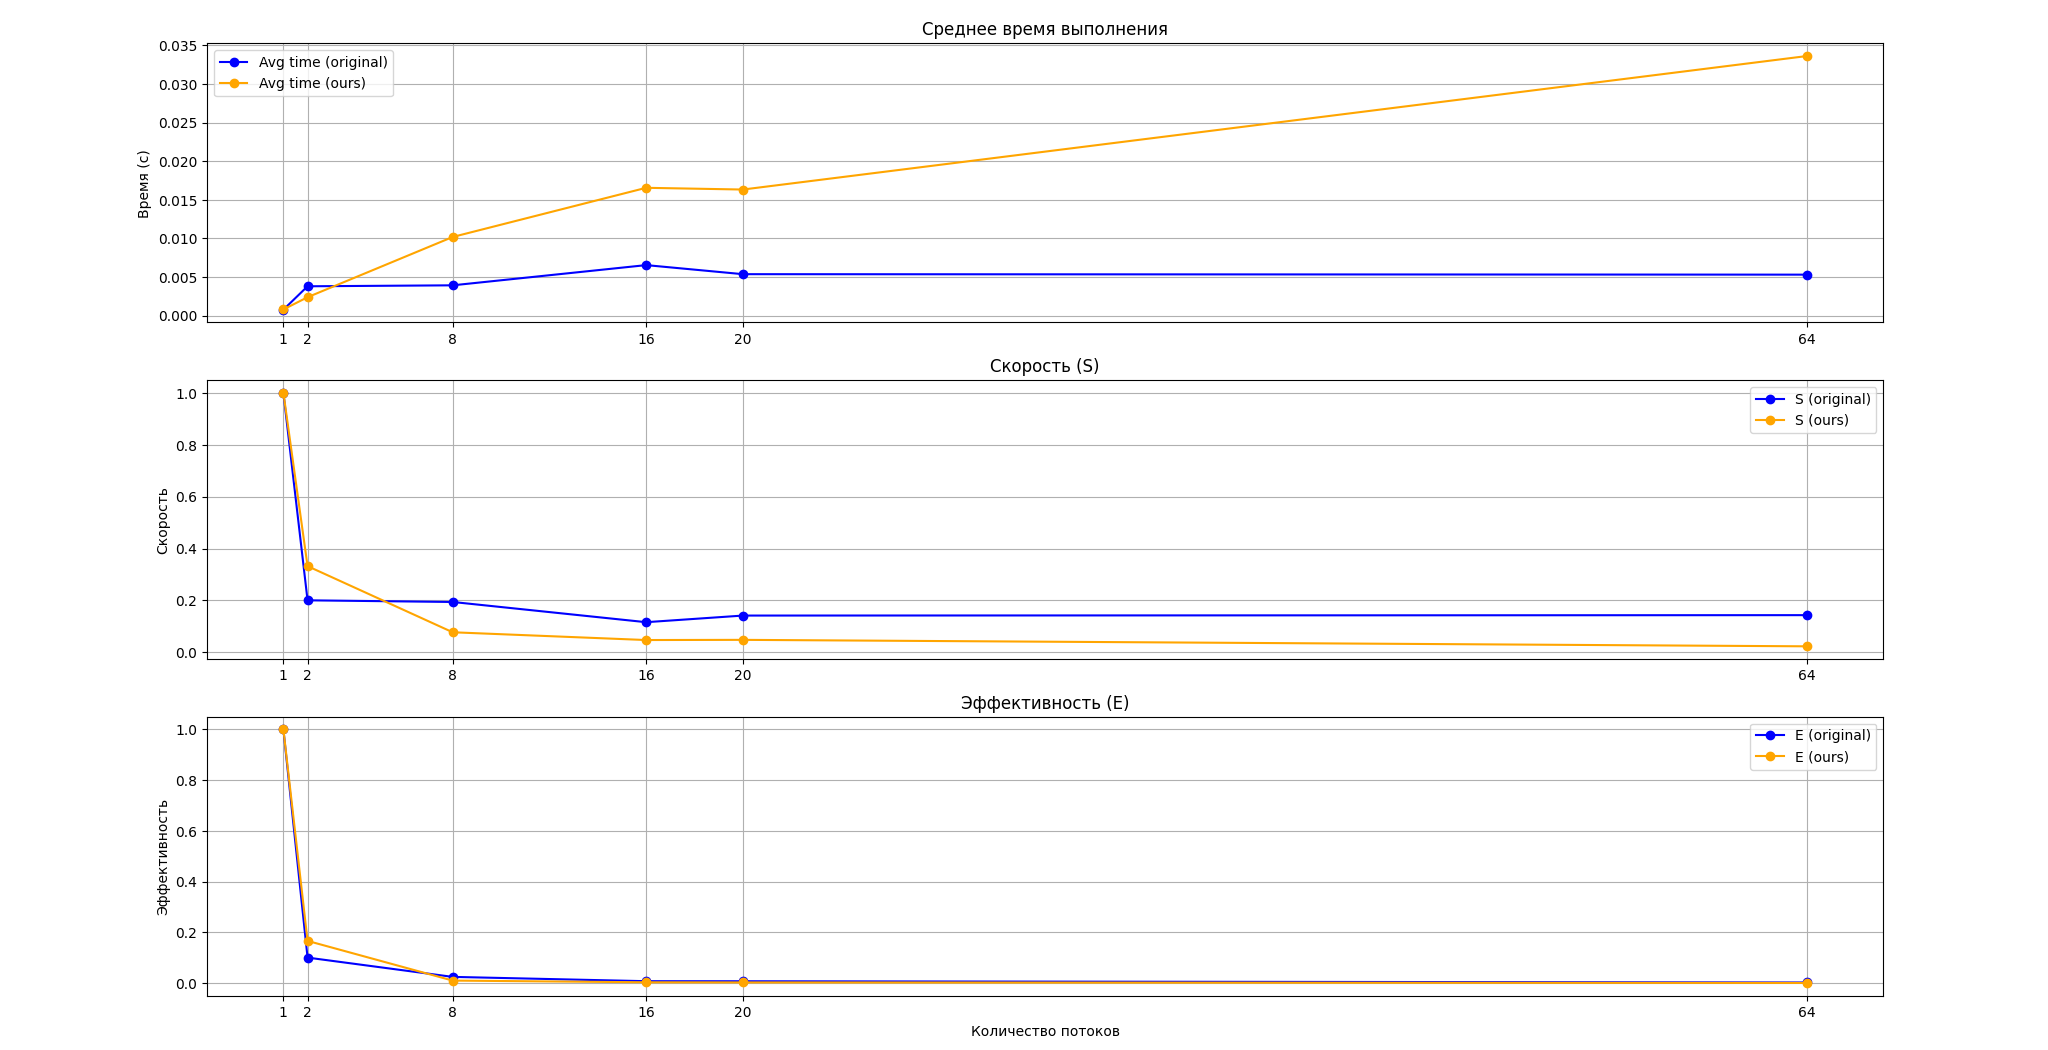 Среднее время выполнения
Avg time (original)
Avg time (ours)
Время (с)
0.035
0.030
0.025
0.020
0.015
0.010
0.005
0.000
1 2 8 16 20 64
Скорость (S)
S (original)
S (ours)
Скорость
1.0
0.8
0.6
0.4
0.2
0.0
1 2 8 16 20 64
Эффективность (E)
E (original)
E (ours)
Эффективность
1.0
0.8
0.6
0.4
0.2
0.0
1 2 8 16 20 64
Количество потоков